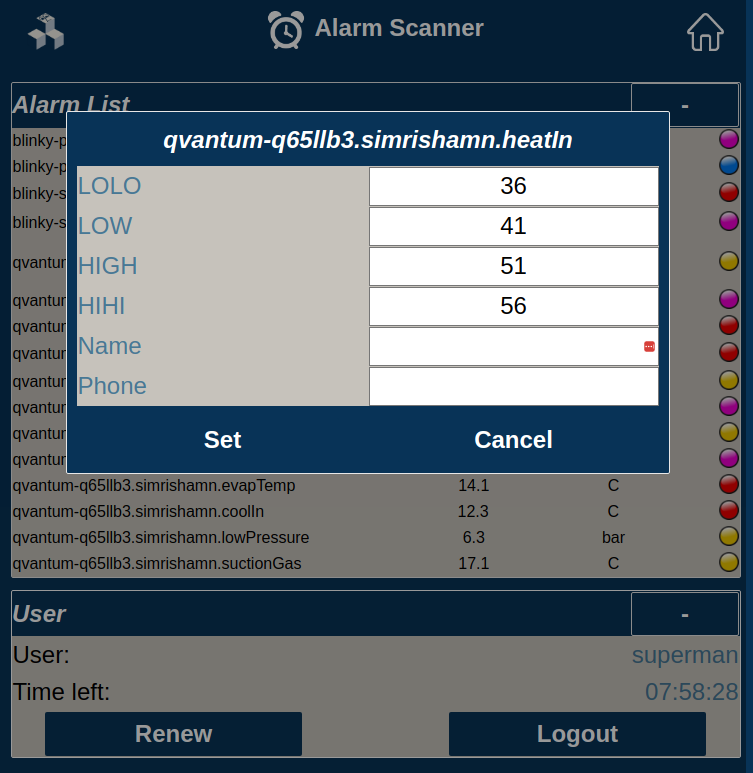 Alarm Scanner
Alarm List -
qvantum-q65llb3.simrishamn.heatIn
LOLO 36
LOW 41
HIGH 51
HIHI 56
Name
Phone
Set Cancel
blinky-p
blinky-p
blinky-s
blinky-s
qvantum
qvantum
qvantum
qvantum
qvantum
qvantum
qvantum
qvantum
qvantum-q65llb3.simrishamn.evapTemp 14.1 C
qvantum-q65llb3.simrishamn.coolIn 12.3 C
qvantum-q65llb3.simrishamn.lowPressure 6.3 bar
qvantum-q65llb3.simrishamn.suctionGas 17.1 C
User -
User: superman
Time left: 07:58:28
Renew Logout